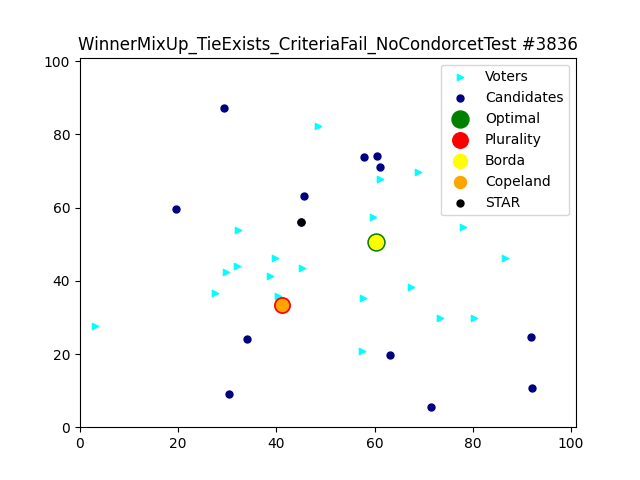 WinnerMixUp_TieExists_CriteriaFail_NoCondorcetTest #3836
100
80
60
40
20
0
0 20 40 60 80 100
Voters
Candidates
Optimal
Plurality
Borda
Copeland
STAR